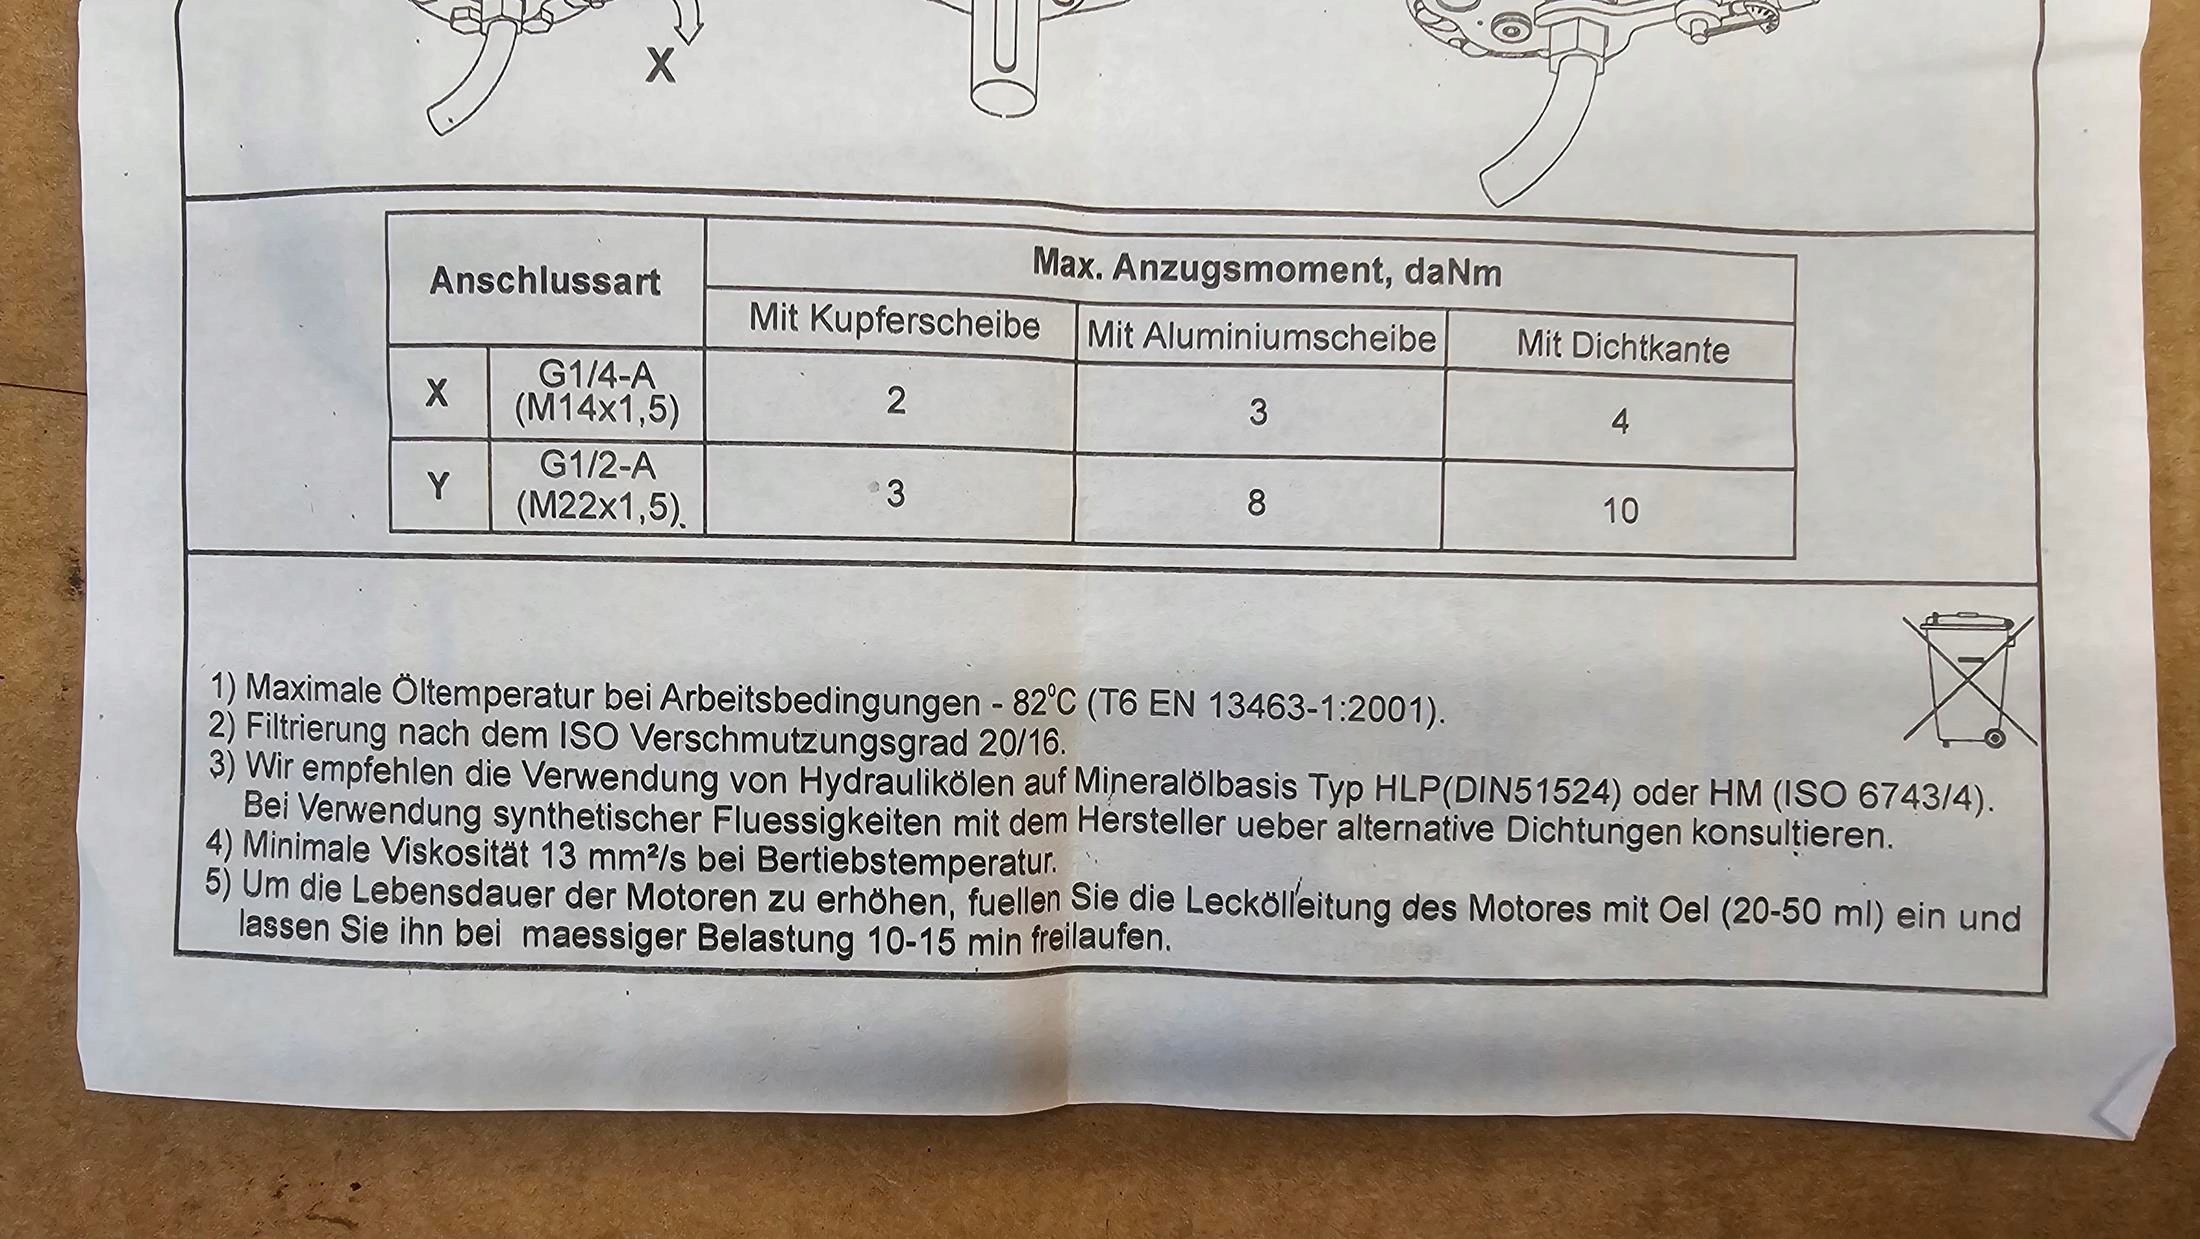 X
Anschlussart
Max. Anzugsmoment, daNm
Mit Kupferscheibe
Mit Aluminiumscheibe
Mit Dichtkante
X
G1/4-A
(M14x1,5)
2
3
4
Y
G1/2-A
(M22x1,5).
3
8
10
1) Maximale Öltemperatur bei Arbeitsbedingungen - 82°C (T6 EN 13463-1:2001).
2) Filtrierung nach dem ISO Verschmutzungsgrad 20/16.
3) Wir empfehlen die Verwendung von Hydraulikölen auf Mineralölbasis Typ HLP(DIN51524) oder HM (ISO 6743/4).
Bei Verwendung synthetischer Fluessigkeiten mit dem Hersteller ueber alternative Dichtungen konsultieren.
4) Minimale Viskosität 13 mm²/s bei Bertiebstemperatur.
5) Um die Lebensdauer der Motoren zu erhöhen, fuellen Sie die Leckölleitung des Motores mit Oel (20-50 ml) ein und
lassen Sie ihn bei maessiger Belastung 10-15 min freilaufen.